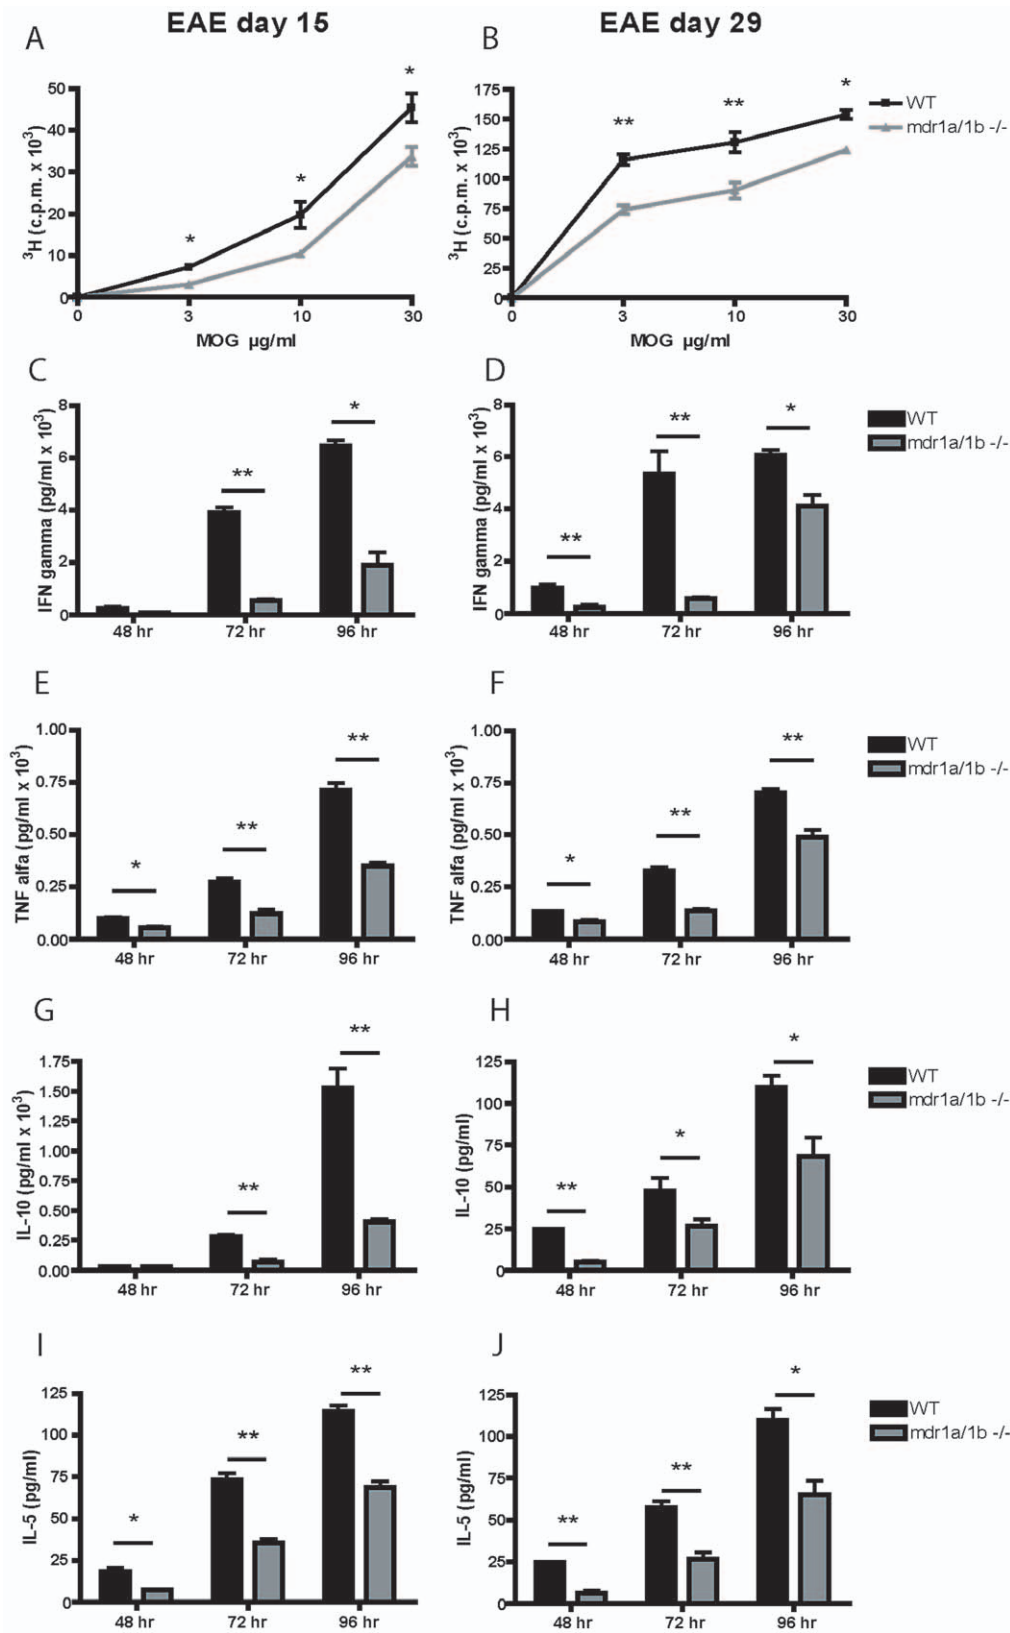 EAE day 15
EAE day 29
A
*
*
*
50
40
30
20
10
0
³H (c.p.m. x 10³)
0 3 10 30
MOG µg/ml
B
**
**
*
175
150
125
100
75
50
25
0
³H (c.p.m. x 10³)
0 3 10 30
MOG µg/ml
WT
mdr1a/1b -/-
C
**
*
8
6
4
2
0
IFN gamma (pg/ml x 10³)
48 hr 72 hr 96 hr
D
**
**
*
8
6
4
2
0
IFN gamma (pg/ml x 10³)
48 hr 72 hr 96 hr
WT
mdr1a/1b -/-
E
*
**
**
1.00
0.75
0.50
0.25
0.00
TNF alfa (pg/ml x 10³)
48 hr 72 hr 96 hr
F
*
**
**
1.00
0.75
0.50
0.25
0.00
TNF alfa (pg/ml x 10³)
48 hr 72 hr 96 hr
WT
mdr1a/1b -/-
G
**
**
1.75
1.50
1.25
1.00
0.75
0.50
0.25
0.00
IL-10 (pg/ml x 10³)
48 hr 72 hr 96 hr
H
**
*
*
125
100
75
50
25
0
IL-10 (pg/ml)
48 hr 72 hr 96 hr
WT
mdr1a/1b -/-
I
*
**
**
125
100
75
50
25
0
IL-5 (pg/ml)
48 hr 72 hr 96 hr
J
**
**
*
125
100
75
50
25
0
IL-5 (pg/ml)
48 hr 72 hr 96 hr
WT
mdr1a/1b -/-